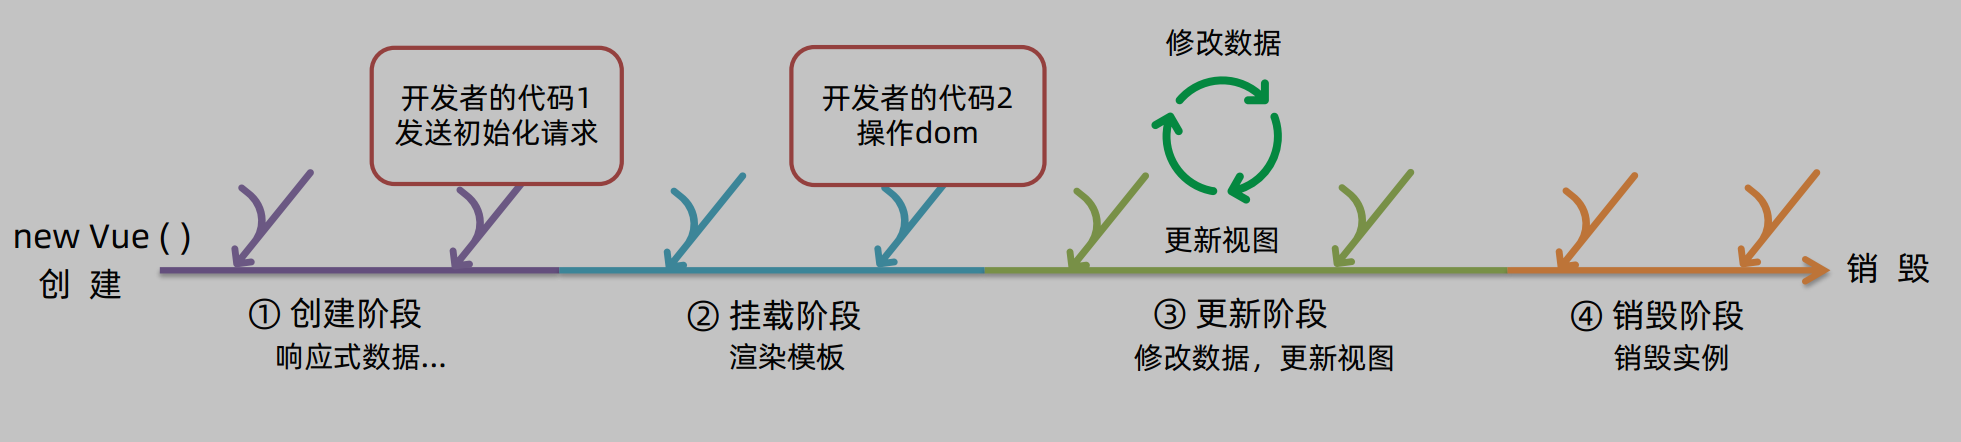 修改数据
开发者的代码1
发送初始化请求
开发者的代码2
操作dom
更新视图
new Vue ( )
创 建
销 毁
① 创建阶段
响应式数据...
② 挂载阶段
渲染模板
③ 更新阶段
修改数据，更新视图
④ 销毁阶段
销毁实例